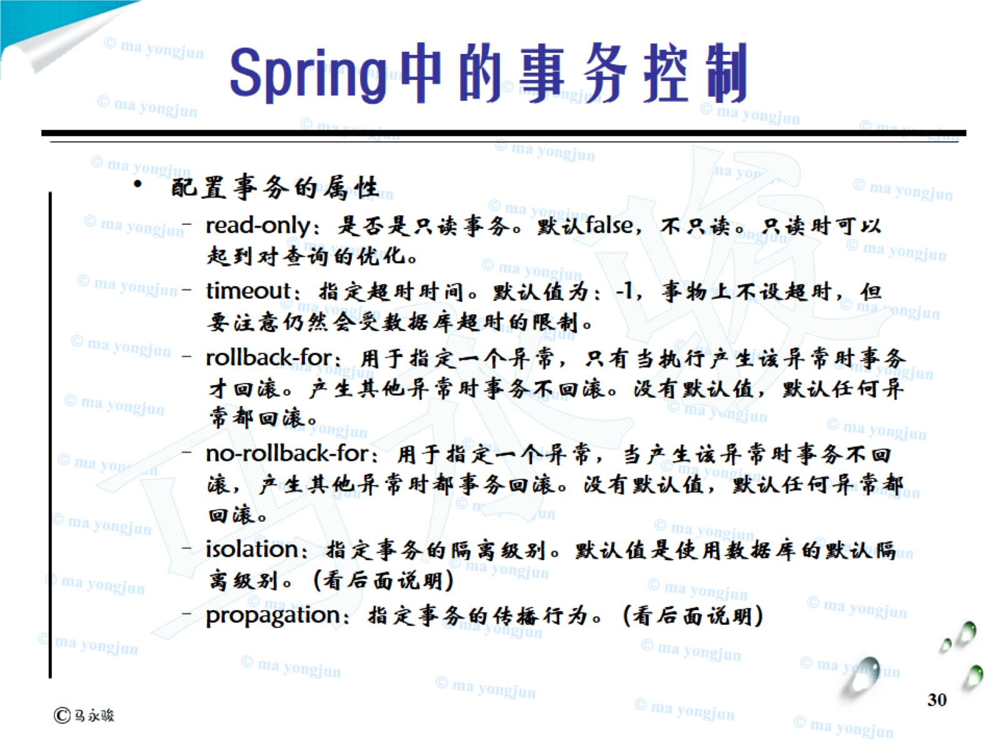 Spring中的事务控制
• 配置事务的属性
– read-only：是否是只读事务。默认false，不只读。只读时可以
起到对查询的优化。
– timeout：指定超时时间。默认值为：-1，事物上不设超时，但
要注意仍然会受数据库超时的限制。
– rollback-for：用于指定一个异常，只有当执行产生该异常时事务
才回滚。产生其他异常时事务不回滚。没有默认值，默认任何异
常都回滚。
– no-rollback-for：用于指定一个异常，当产生该异常时事务不回
滚，产生其他异常时都事务回滚。没有默认值，默认任何异常都
回滚。
– isolation：指定事务的隔离级别。默认值是使用数据库的默认隔
离级别。(看后面说明)
– propagation：指定事务的传播行为。(看后面说明)
30
©马永骏
© ma yongjun
马永骏